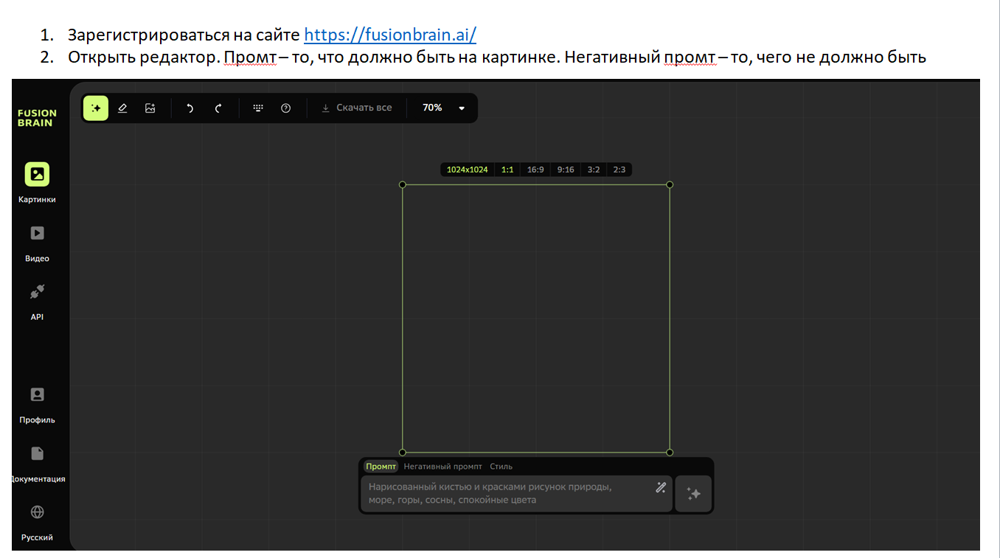 1. Зарегистрироваться на сайте https://fusionbrain.ai/
2. Открыть редактор. Промт – то, что должно быть на картинке. Негативный промт – то, чего не должно быть
FUSION
BRAIN
Скачать все
70%
1024x1024 1:1 16:9 9:16 3:2 2:3
Картинки
Видео
API
Профиль
Документация
Русский
Промпт Негативный промпт Стиль
Нарисованный кистью и красками рисунок природы,
море, горы, сосны, спокойные цвета